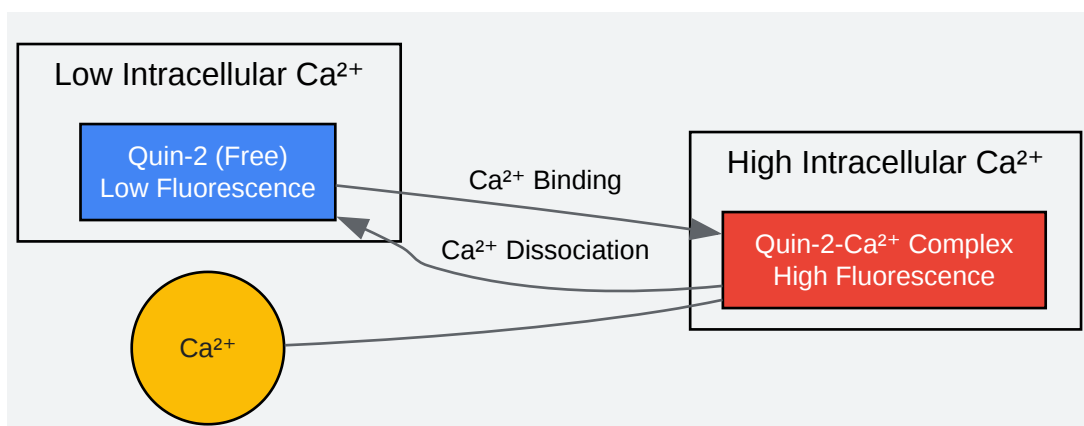 Low Intracellular Ca²⁺
Quin-2 (Free)
Low Fluorescence
Ca²⁺ Binding
Ca²⁺ Dissociation
High Intracellular Ca²⁺
Quin-2-Ca²⁺ Complex
High Fluorescence
Ca²⁺